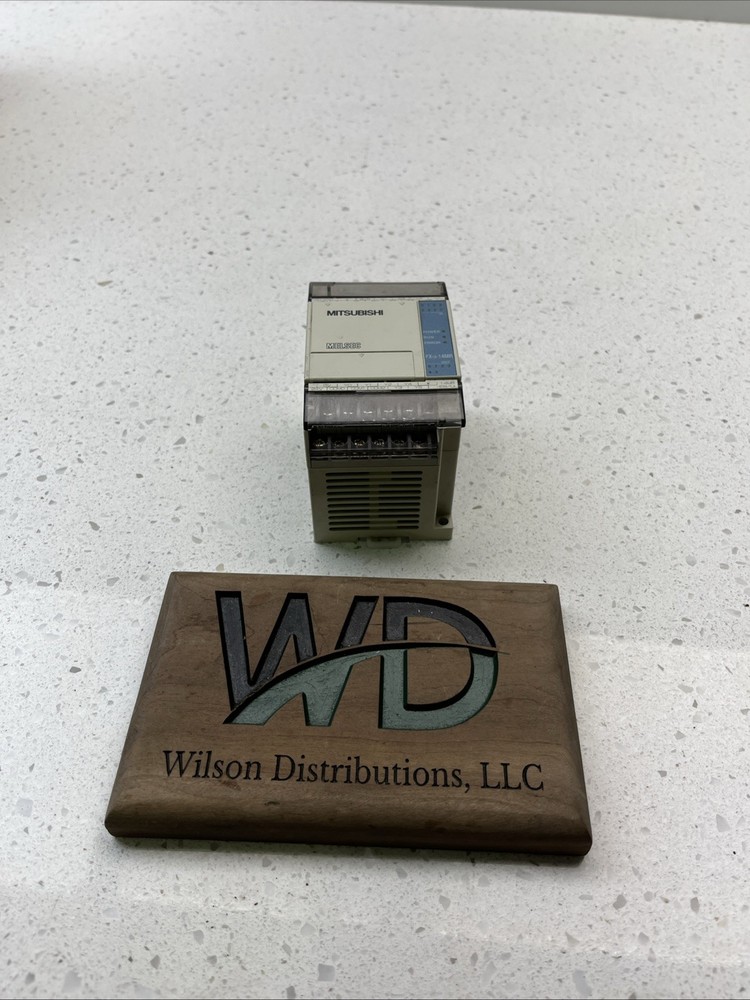 MITSUBISHI
MELSEC
WD
Wilson Distributions, LLC